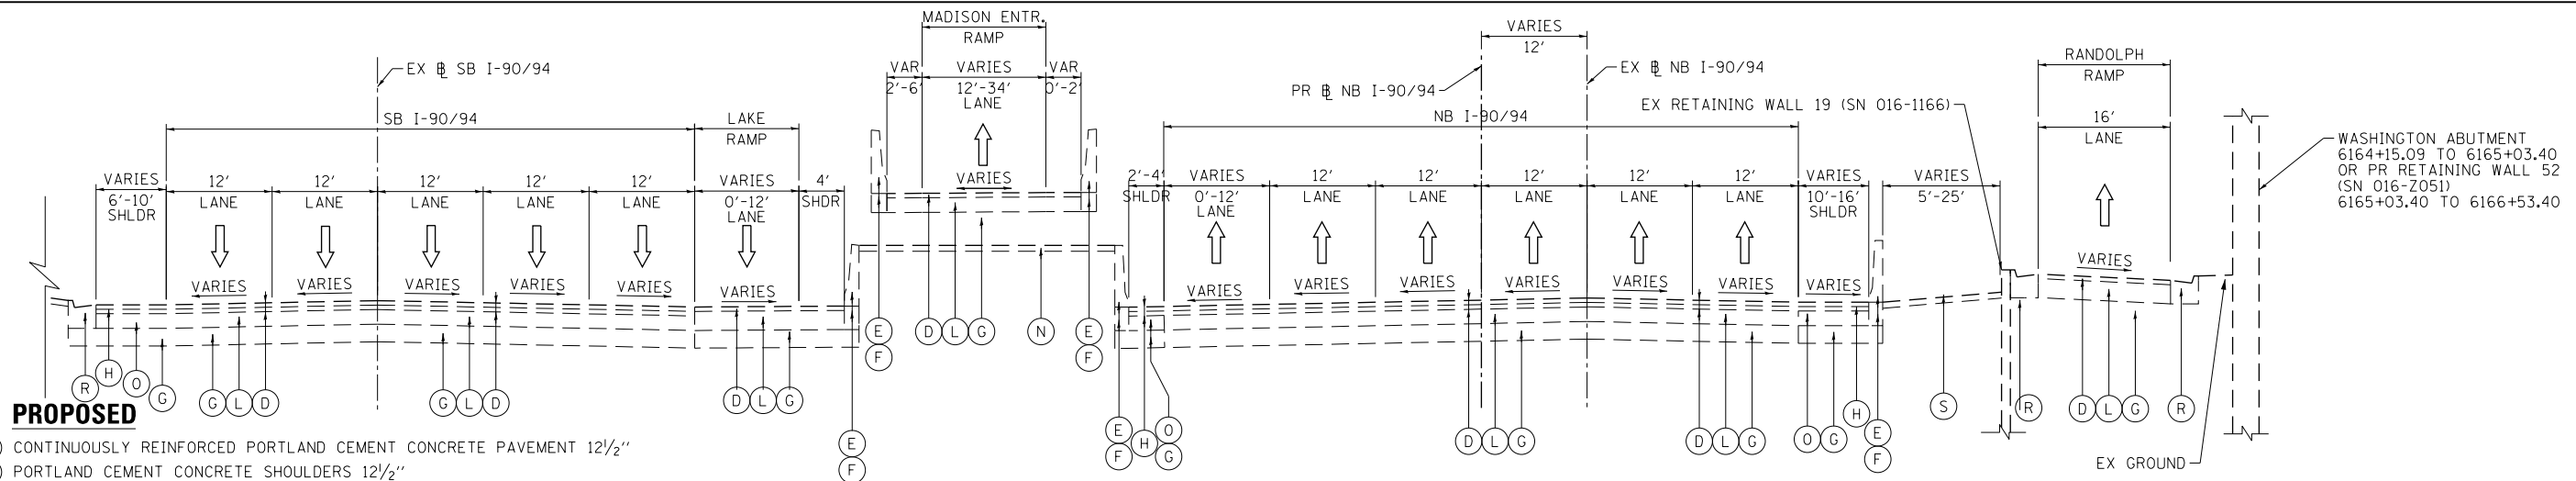 MADISON ENTR.
RAMP
VAR
2'-6'
VARIES
12'-34'
LANE
VAR
0'-2'
VARIES
EX ℄ SB I-90/94
SB I-90/94
LAKE
RAMP
VARIES
6'-10'
SHLDR
12'
LANE
12'
LANE
12'
LANE
12'
LANE
12'
LANE
VARIES
0'-12'
LANE
4'
SHDR
VARIES
VARIES
VARIES
VARIES
VARIES
VARIES
VARIES
12'
PR ℄ NB I-90/94
EX ℄ NB I-90/94
EX RETAINING WALL 19 (SN 016-1166)
NB I-90/94
2'-4'
SHLDR
VARIES
0'-12'
LANE
12'
LANE
12'
LANE
12'
LANE
12'
LANE
12'
LANE
VARIES
10'-16'
SHLDR
VARIES
5'-25'
VARIES
VARIES
VARIES
VARIES
VARIES
VARIES
VARIES
RANDOLPH
RAMP
16'
LANE
VARIES
WASHINGTON ABUTMENT
6164+15.09 TO 6165+03.40
OR PR RETAINING WALL 52
(SN 016-Z051)
6165+03.40 TO 6166+53.40
R
H
O
G
G
L
D
G
L
D
D
L
G
E
F
E
F
D
L
G
N
E
F
E
F
H
O
G
D
L
G
D
L
G
O
G
H
E
F
S
R
D
L
G
R
EX GROUND
PROPOSED
) CONTINUOUSLY REINFORCED PORTLAND CEMENT CONCRETE PAVEMENT 12½"
) PORTLAND CEMENT CONCRETE SHOULDERS 12½"